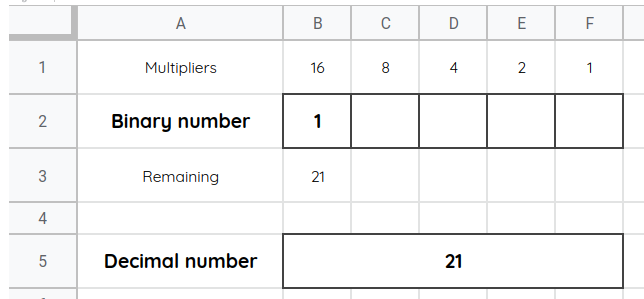 A B C D E F
1 Multipliers 16 8 4 2 1
2 Binary number 1
3 Remaining 21
4
5 Decimal number 21